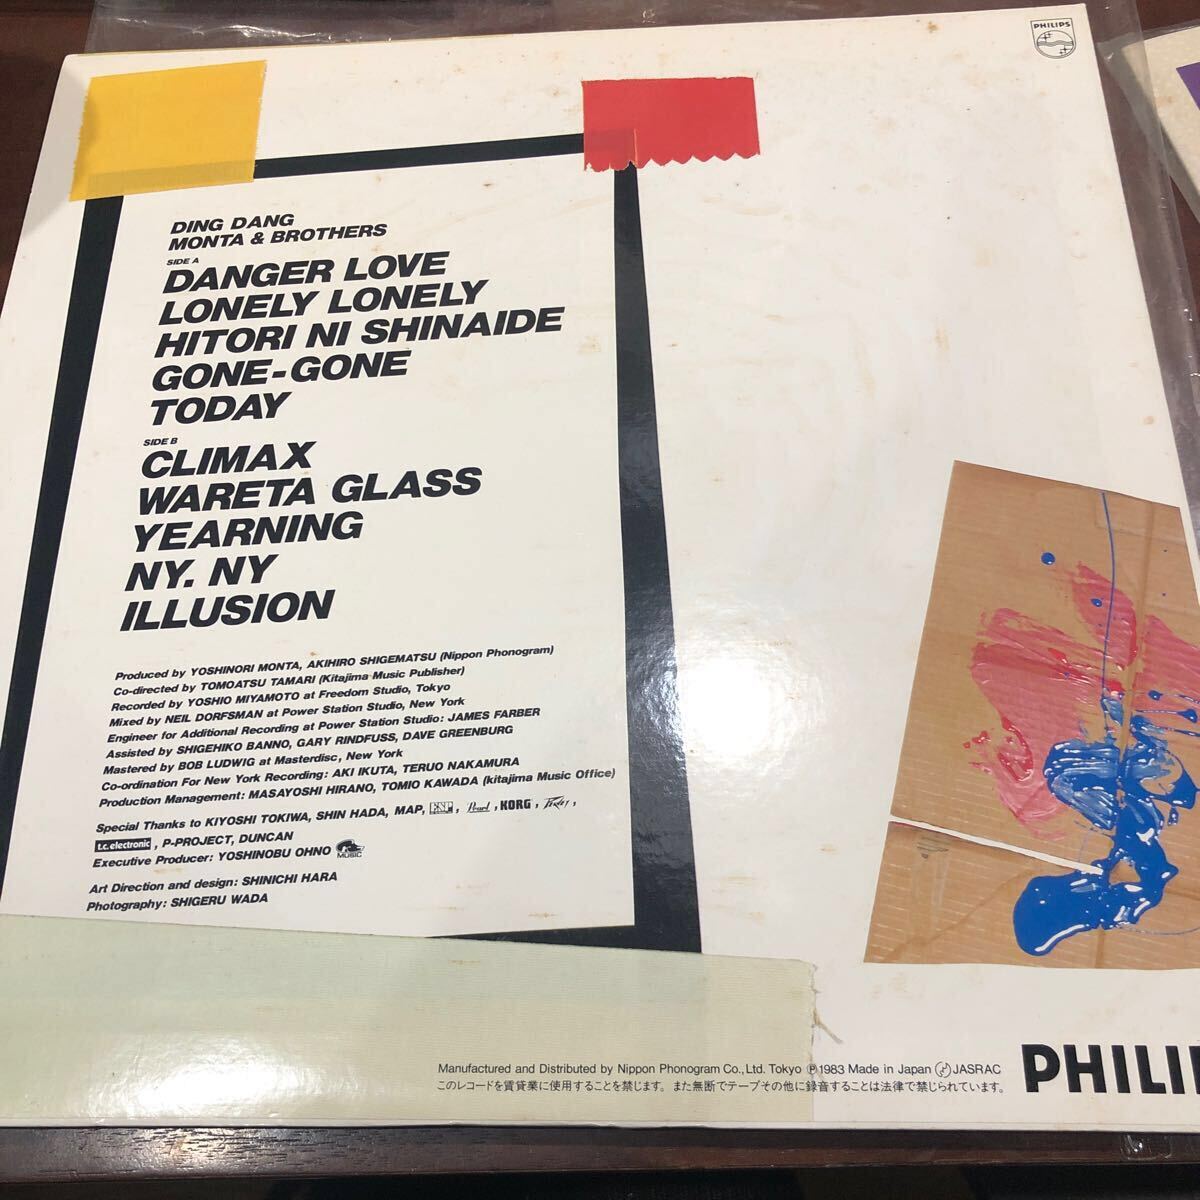 PHILIPS
DING DANG
MONTA & BROTHERS
SIDE A
DANGER LOVE
LONELY LONELY
HITORI NI SHINAIDE
GONE-GONE
TODAY
SIDE B
CLIMAX
WARETA GLASS
YEARNING
NY. NY
ILLUSION
Produced by YOSHINORI MONTA, AKIHIRO SHIGEMATSU (Nippon Phonogram)
Co-directed by TOMOATSU TAMARI (Kitajima Music Publisher)
Recorded by YOSHIO MIYAMOTO at Freedom Studio, Tokyo
Mixed by NEIL DORFSMAN at Power Station Studio, New York
Engineer for Additional Recording at Power Station Studio: JAMES FARBER
Assisted by SHIGEHIKO BANNO, GARY RINDFUSS, DAVE GREENBURG
Mastered by BOB LUDWIG at Masterdisc, New York
Co-ordination For New York Recording: AKI IKUTA, TERUO NAKAMURA
Production Management: MASAYOSHI HIRANO, TOMIO KAWADA (kitajima Music Office)
Special Thanks to KIYOSHI TOKIWA, SHIN HADA, MAP, , Pearl , KORG , Fender ,
t.c. electronic , P-PROJECT, DUNCAN
Executive Producer: YOSHINOBU OHNO MUSIC
Art Direction and design: SHINICHI HARA
Photography: SHIGERU WADA
Manufactured and Distributed by Nippon Phonogram Co., Ltd. Tokyo ℗1983 Made in Japan JASRAC
このレコードを賃貸業に使用することを禁じます。また無断でテープその他に録音することは法律で禁じられています。
PHILI